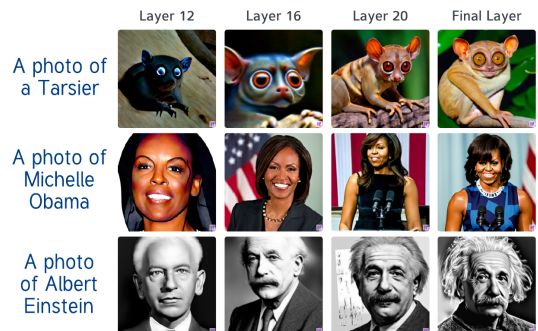 Layer 12
Layer 16
Layer 20
Final Layer
A photo of
a Tarsier
A photo of
Michelle
Obama
A photo
of Albert
Einstein